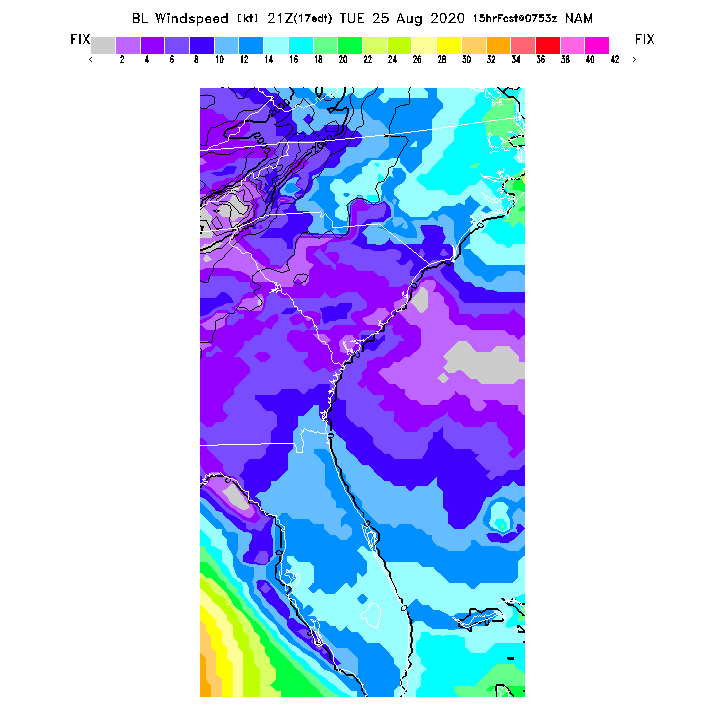 BL Windspeed [kt] 21Z(17edt) TUE 25 Aug 2020 15hrFcst@0753z NAM
FIX FIX
< 2 4 6 8 10 12 14 16 18 20 22 24 26 28 30 32 34 36 38 40 42 >